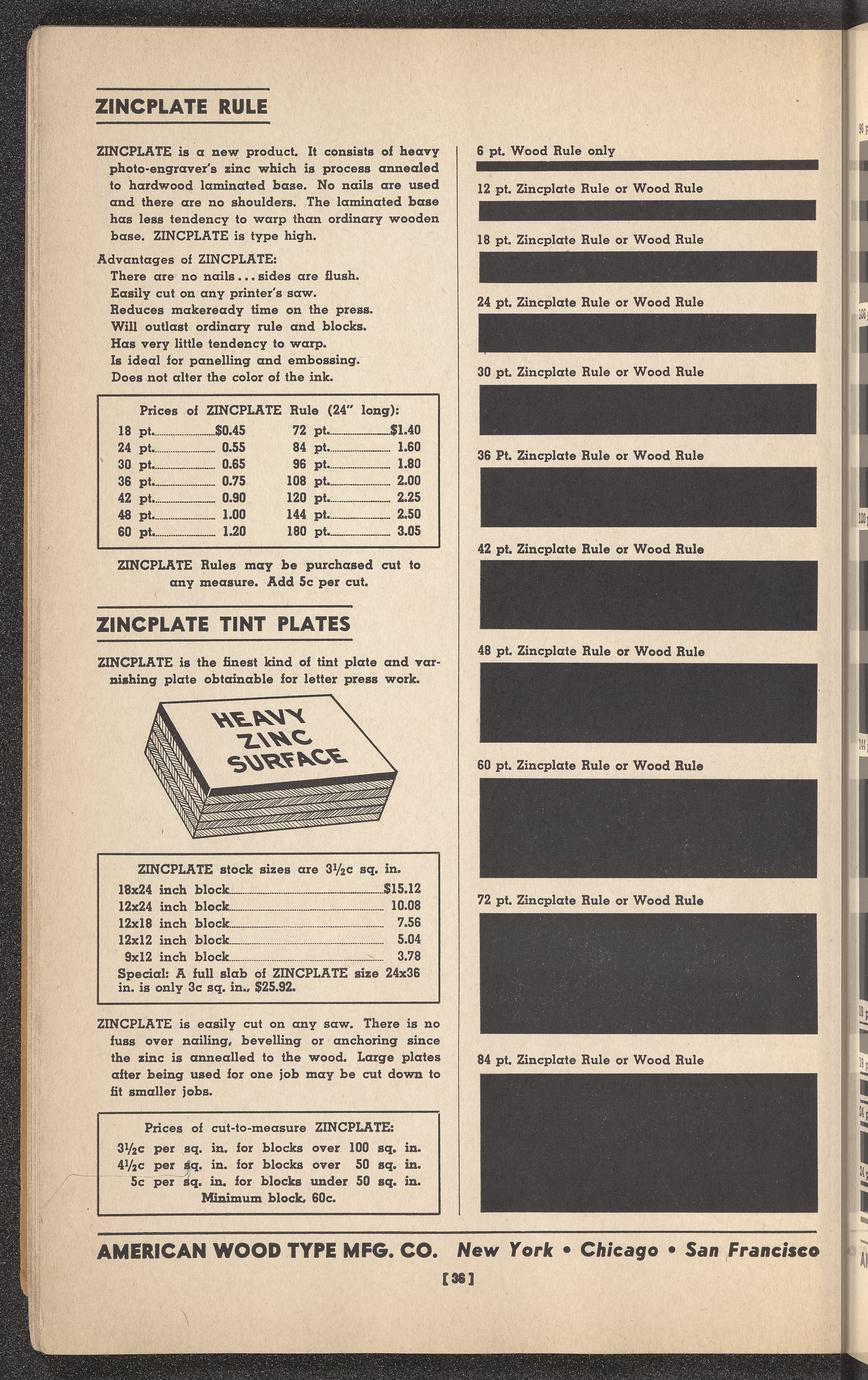 ZINCPLATE RULE
ZINCPLATE is a new product. It consists of heavy
photo-engraver's zinc which is process annealed
to hardwood laminated base. No nails are used
and there are no shoulders. The laminated base
has less tendency to warp than ordinary wooden
base. ZINCPLATE is type high.
Advantages of ZINCPLATE:
There are no nails...sides are flush.
Easily cut on any printer's saw.
Reduces makeready time on the press.
Will outlast ordinary rule and blocks.
Has very little tendency to warp.
Is ideal for panelling and embossing.
Does not alter the color of the ink.
Prices of ZINCPLATE Rule (24" long):
18 pt. $0.45 72 pt. $1.40
24 pt. 0.55 84 pt. 1.60
30 pt. 0.65 96 pt. 1.80
36 pt. 0.75 108 pt. 2.00
42 pt. 0.90 120 pt. 2.25
48 pt. 1.00 144 pt. 2.50
60 pt. 1.20 180 pt. 3.05
ZINCPLATE Rules may be purchased cut to
any measure. Add 5c per cut.
ZINCPLATE TINT PLATES
ZINCPLATE is the finest kind of tint plate and var-
nishing plate obtainable for letter press work.
HEAVY
ZINC
SURFACE
ZINCPLATE stock sizes are 3½c sq. in.
18x24 inch block $15.12
12x24 inch block 10.08
12x18 inch block 7.56
12x12 inch block 5.04
9x12 inch block 3.78
Special: A full slab of ZINCPLATE size 24x36
in. is only 3c sq. in., $25.92.
ZINCPLATE is easily cut on any saw. There is no
fuss over nailing, bevelling or anchoring since
the zinc is annealled to the wood. Large plates
after being used for one job may be cut down to
fit smaller jobs.
Prices of cut-to-measure ZINCPLATE:
3½c per sq. in. for blocks over 100 sq. in.
4½c per sq. in. for blocks over 50 sq. in.
5c per sq. in. for blocks under 50 sq. in.
Minimum block, 60c.
6 pt. Wood Rule only
12 pt. Zincplate Rule or Wood Rule
18 pt. Zincplate Rule or Wood Rule
24 pt. Zincplate Rule or Wood Rule
30 pt. Zincplate Rule or Wood Rule
36 Pt. Zincplate Rule or Wood Rule
42 pt. Zincplate Rule or Wood Rule
48 pt. Zincplate Rule or Wood Rule
60 pt. Zincplate Rule or Wood Rule
72 pt. Zincplate Rule or Wood Rule
84 pt. Zincplate Rule or Wood Rule
AMERICAN WOOD TYPE MFG. CO. New York • Chicago • San Francisco
[36]